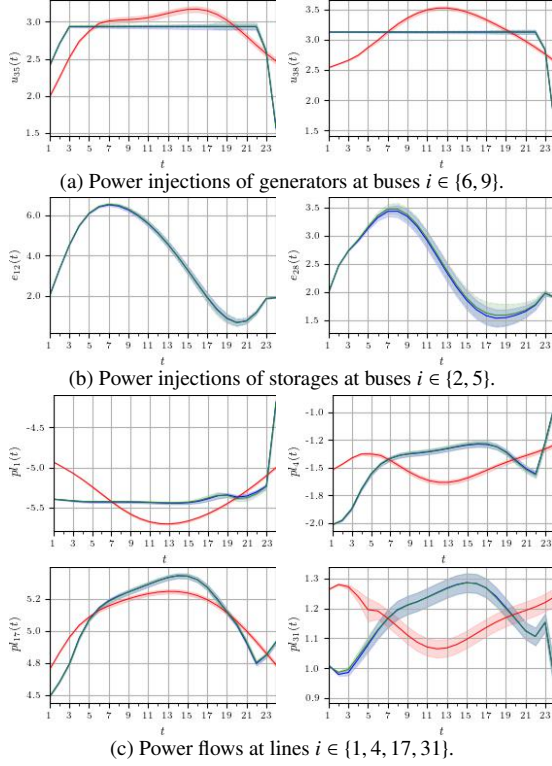 3.0
2.5
2.0
1.5
u35(t)
1 3 5 7 9 11 13 15 17 19 21 23
t
3.5
3.0
2.5
2.0
u38(t)
1 3 5 7 9 11 13 15 17 19 21 23
t
(a) Power injections of generators at buses i ∈ {6, 9}.
6.0
4.0
2.0
e12(t)
1 3 5 7 9 11 13 15 17 19 21 23
t
3.5
3.0
2.5
2.0
1.5
e28(t)
1 3 5 7 9 11 13 15 17 19 21 23
t
(b) Power injections of storages at buses i ∈ {2, 5}.
-4.5
-5.0
-5.5
pl1(t)
1 3 5 7 9 11 13 15 17 19 21 23
t
-1.0
-1.2
-1.5
-1.8
-2.0
pl4(t)
1 3 5 7 9 11 13 15 17 19 21 23
t
5.2
5.0
4.8
4.5
pl17(t)
1 3 5 7 9 11 13 15 17 19 21 23
t
1.3
1.2
1.1
1.0
0.9
pl31(t)
1 3 5 7 9 11 13 15 17 19 21 23
t
(c) Power flows at lines i ∈ {1, 4, 17, 31}.